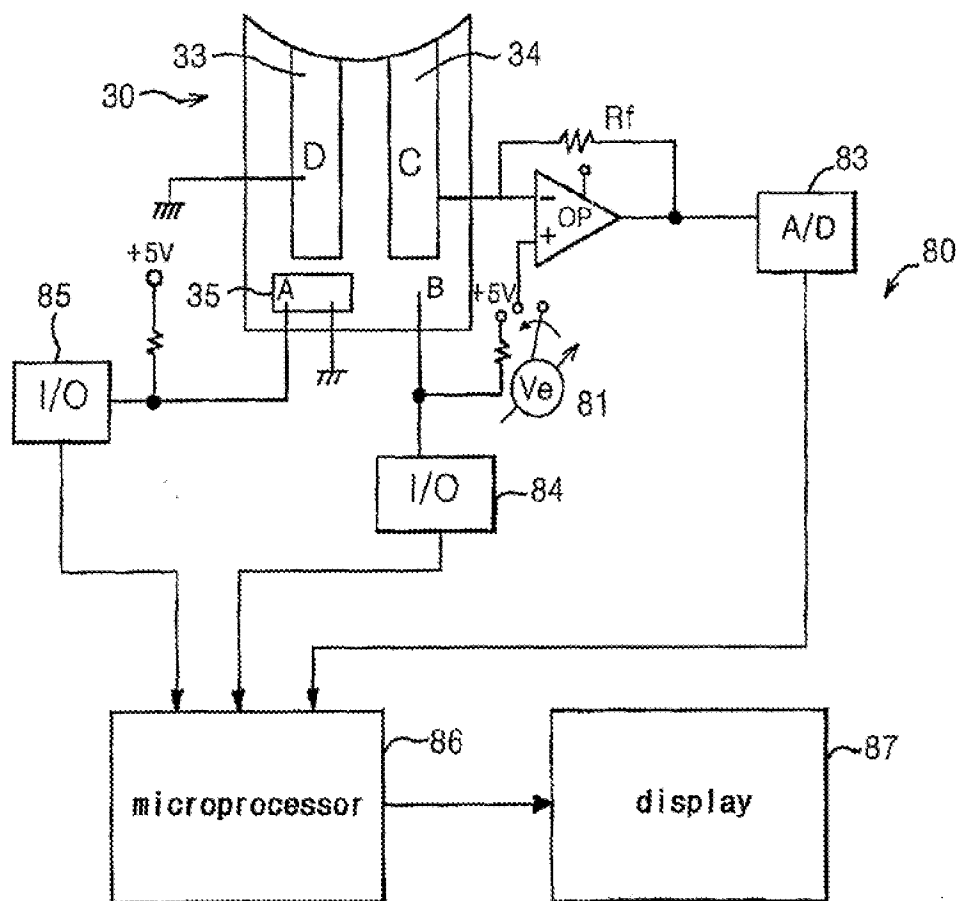 33
34
30
Rf
D
C
83
OP
−
+
A/D
+5V
80
35
A
B
+5V
85
I/O
Ve
81
I/O
84
86
87
microprocessor
display